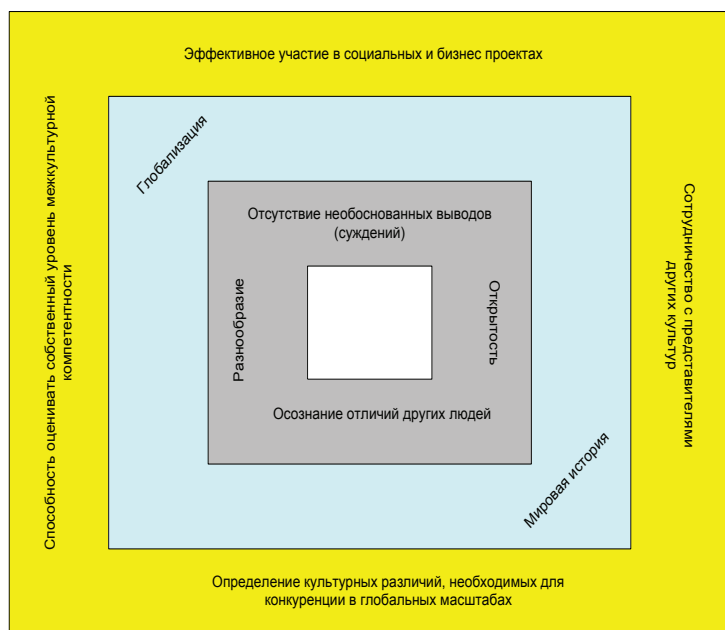 Эффективное участие в социальных и бизнес проектах
Способность оценивать собственный уровень межкультурной
компетентности
Глобализация
Отсутствие необоснованных выводов
(суждений)
Разнообразие
Открытость
Осознание отличий других людей
Мировая история
Сотрудничество с представителями
других культур
Определение культурных различий, необходимых для
конкуренции в глобальных масштабах